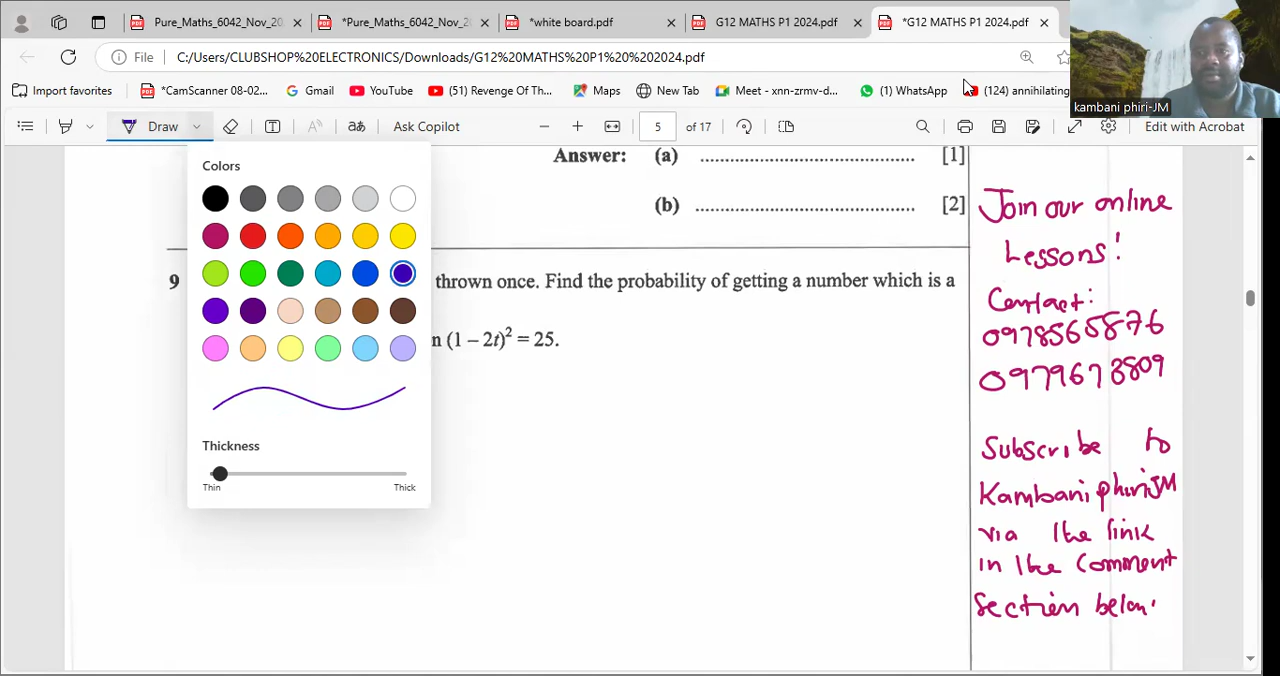 Pure_Maths_6042_Nov_20
*Pure_Maths_6042_Nov_20
*white board.pdf
G12 MATHS P1 2024.pdf
*G12 MATHS P1 2024.pdf
File
C:/Users/CLUBSHOP%20ELECTRONICS/Downloads/G12%20MATHS%20P1%20%202024.pdf
Import favorites
*CamScanner 08-02...
Gmail
YouTube
(51) Revenge Of Th...
Maps
New Tab
Meet - xnn-zrmv-d...
(1) WhatsApp
(124) annihilating
kambani phiri-JM
Draw
Ask Copilot
5 of 17
Edit with Acrobat
Colors
Thickness
Thin
Thick
Answer: (a) ............................................ [1]
(b) ............................................ [2]
9
thrown once. Find the probability of getting a number which is a
n (1 – 2t)² = 25.
Join our online
Lessons!
Contact:
0978565876
0979673809
Subscribe to
Kambani phiriJM
via the link
in the Comment
Section below